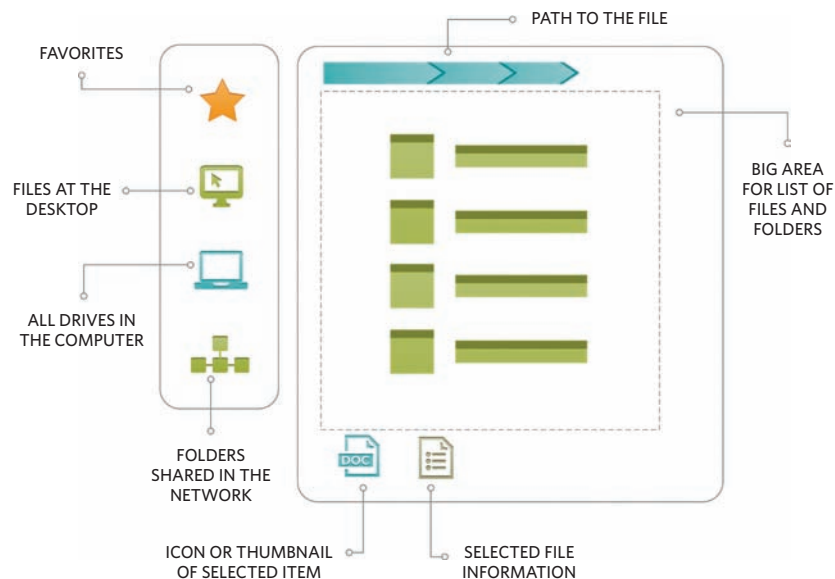 PATH TO THE FILE
FAVORITES
FILES AT THE
DESKTOP
BIG AREA
FOR LIST OF
FILES AND
FOLDERS
ALL DRIVES IN
THE COMPUTER
FOLDERS
SHARED IN THE
NETWORK
DOC
ICON OR THUMBNAIL
OF SELECTED ITEM
SELECTED FILE
INFORMATION